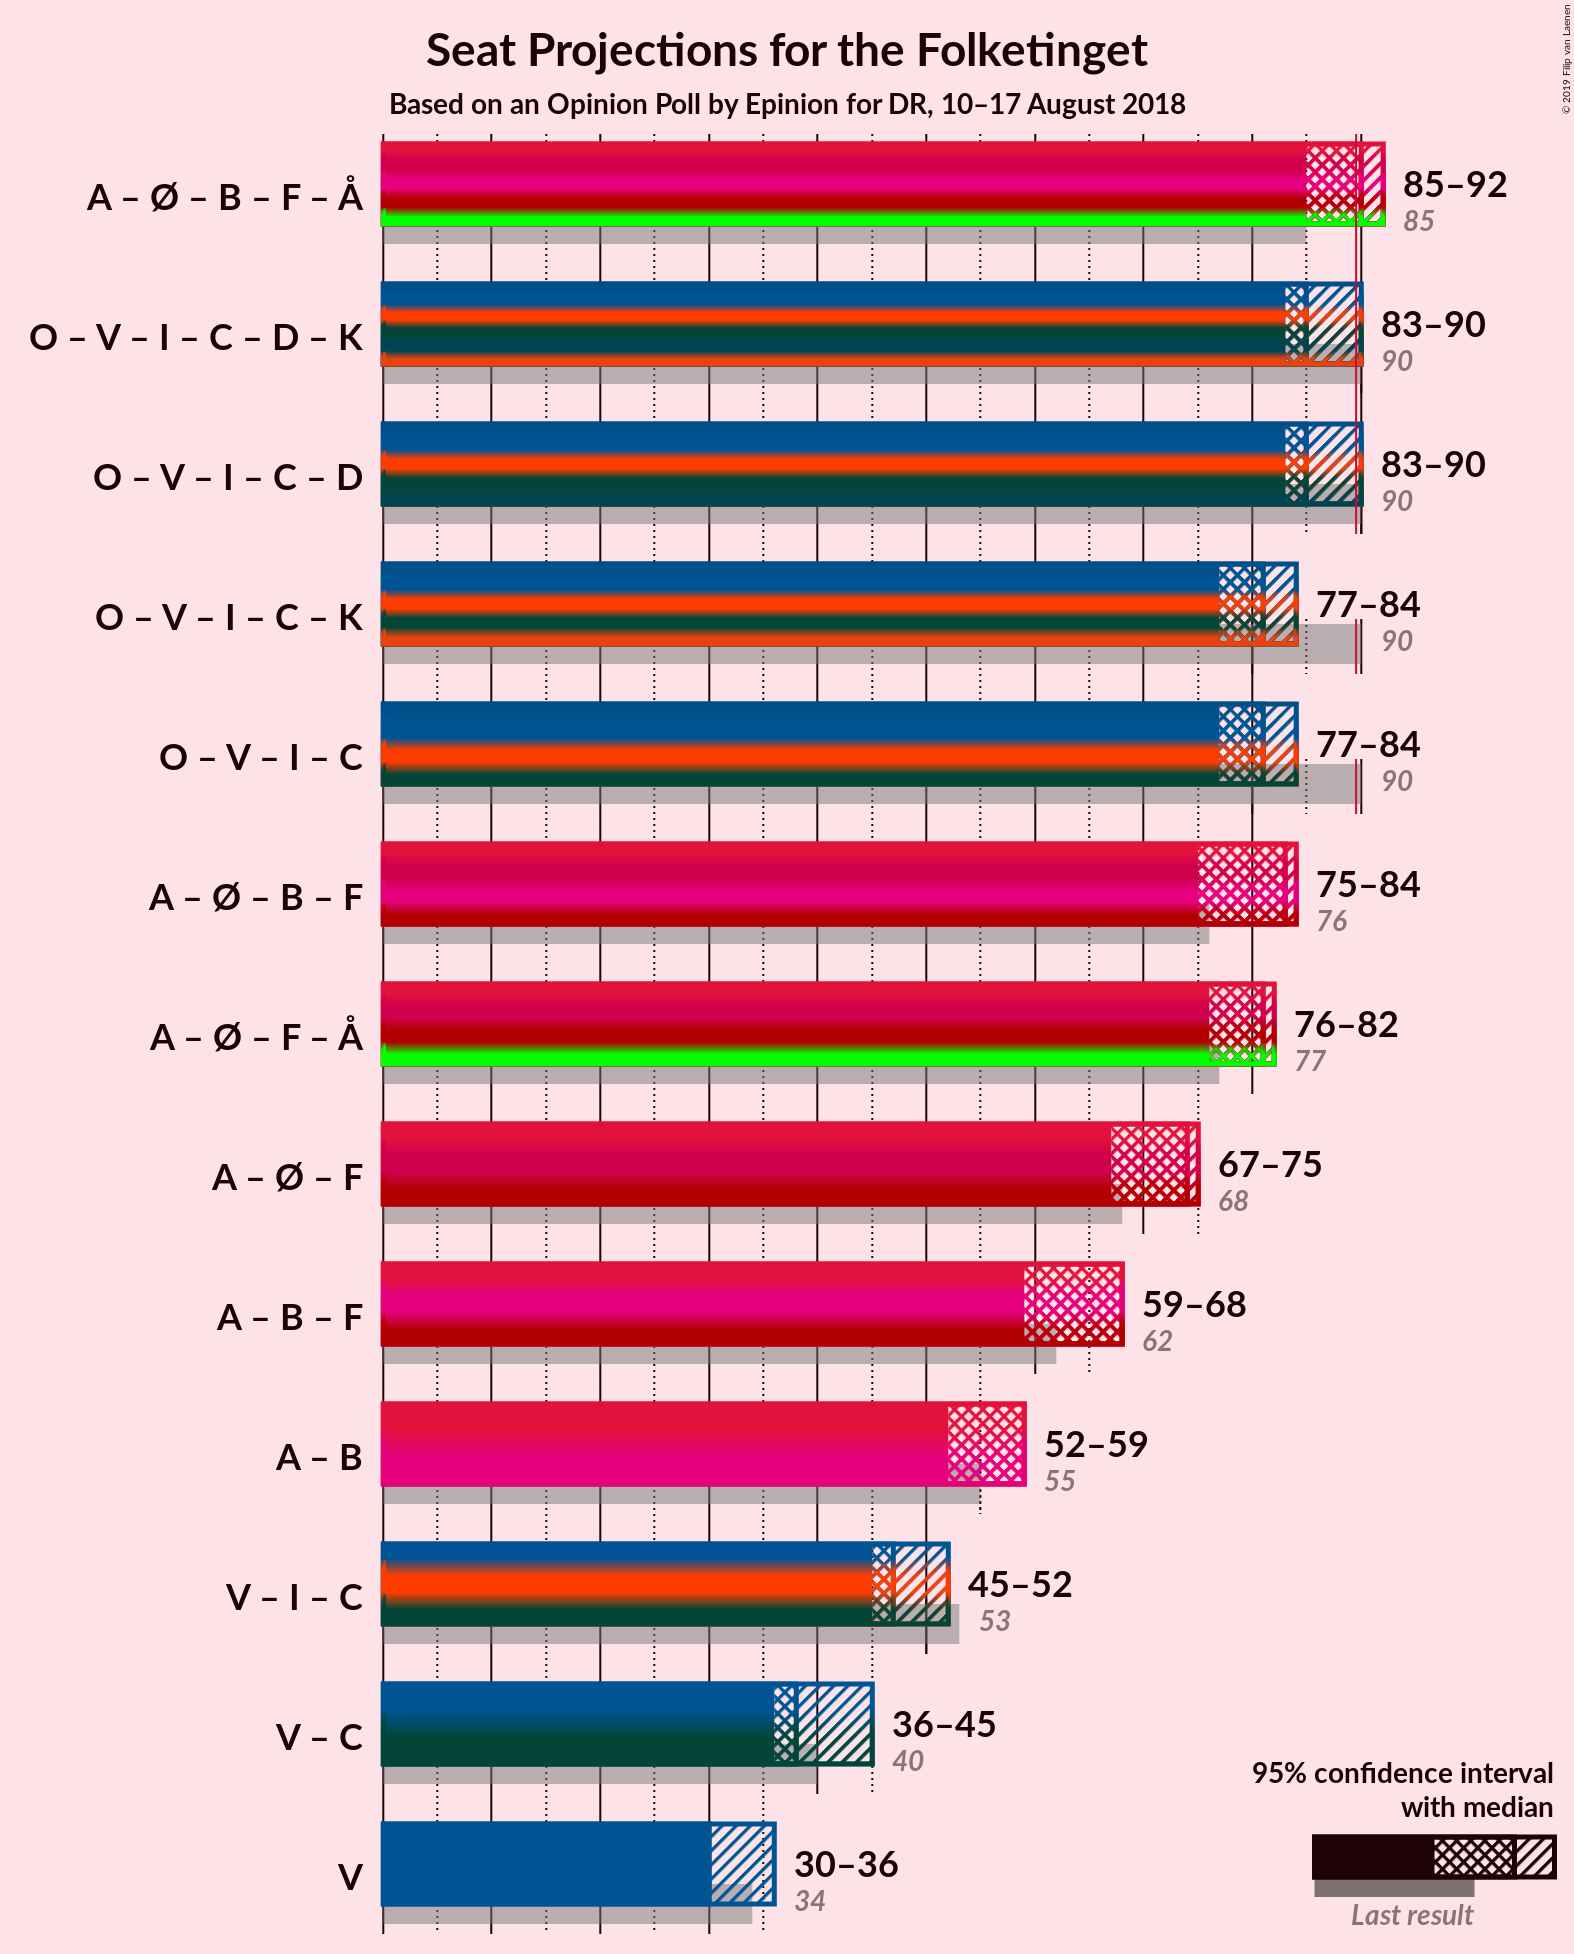 Seat Projections for the Folketinget
Based on an Opinion Poll by Epinion for DR, 10–17 August 2018
© 2019 Filip van Laenen
A – Ø – B – F – Å
85–92
85
O – V – I – C – D – K
83–90
90
O – V – I – C – D
83–90
90
O – V – I – C – K
77–84
90
O – V – I – C
77–84
90
A – Ø – B – F
75–84
76
A – Ø – F – Å
76–82
77
A – Ø – F
67–75
68
A – B – F
59–68
62
A – B
52–59
55
V – I – C
45–52
53
V – C
36–45
40
V
30–36
34
95% confidence interval
with median
Last result